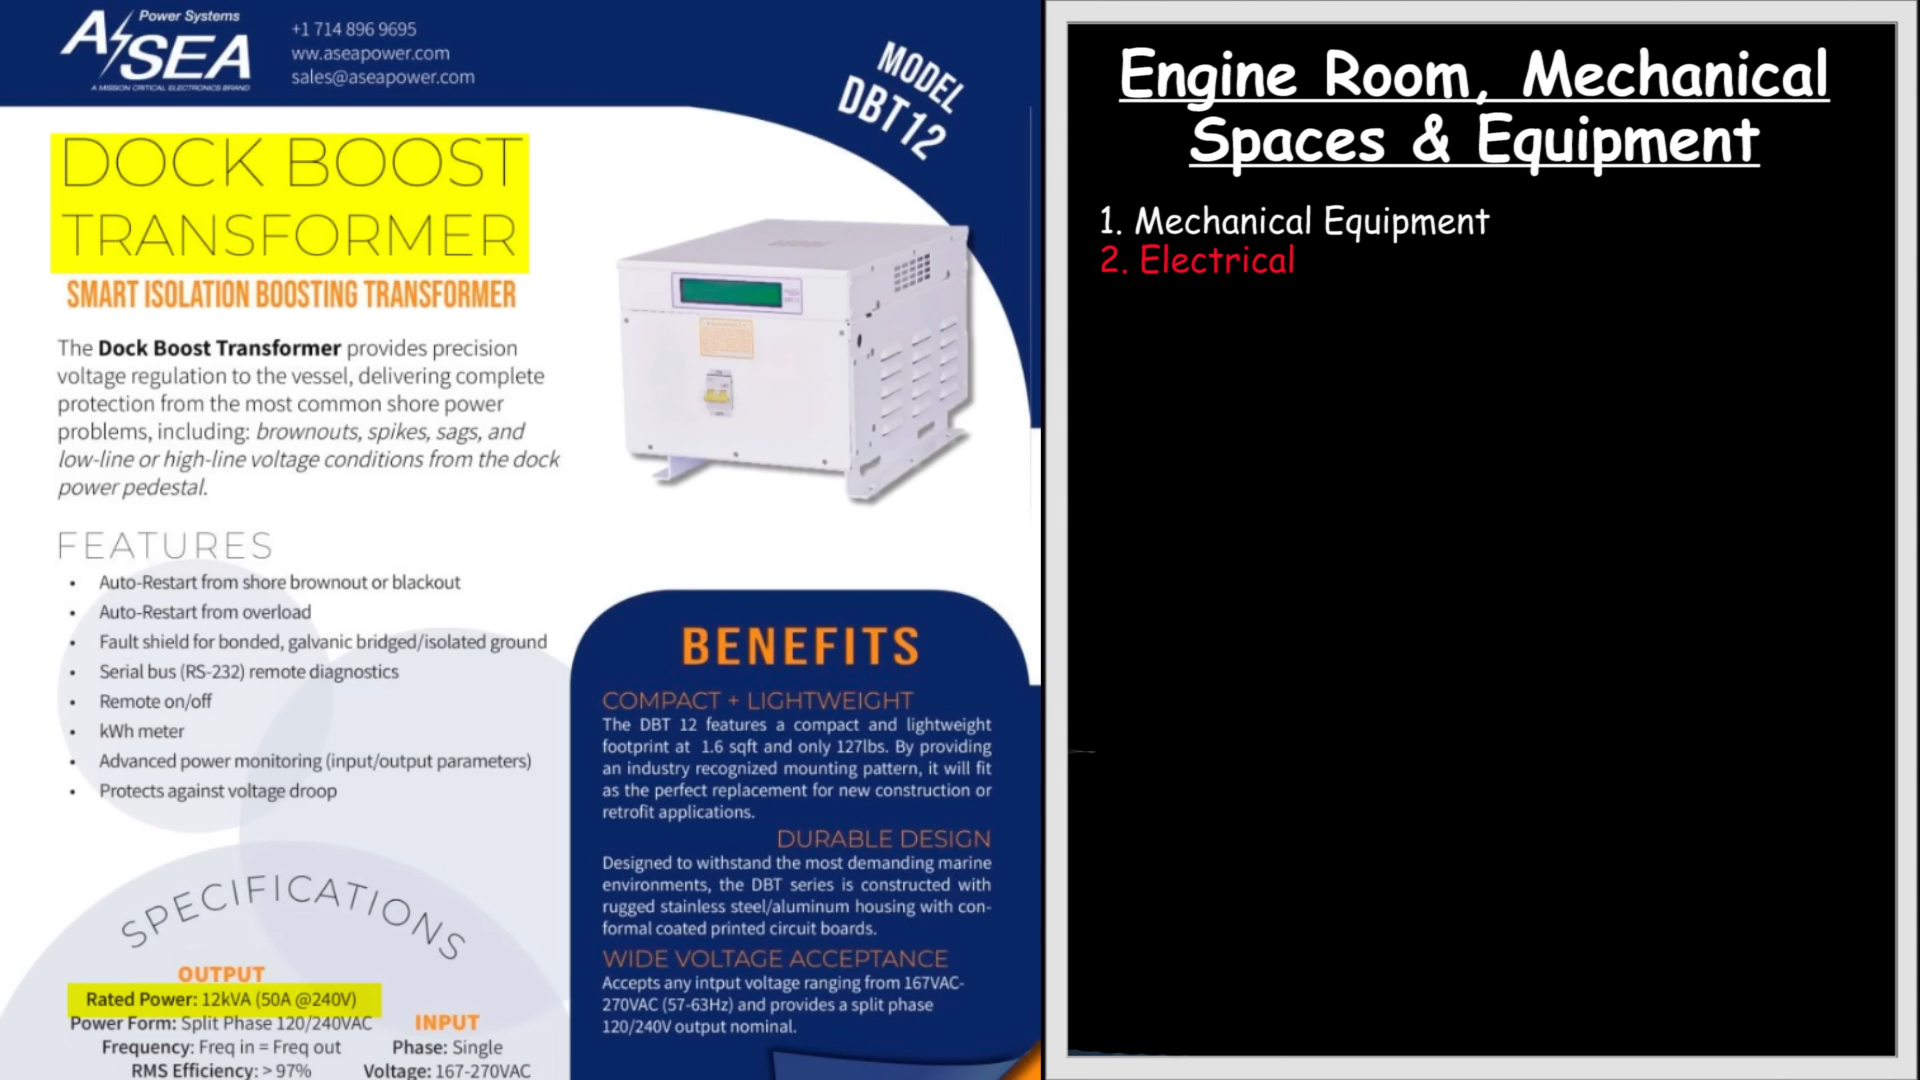 Power Systems
ASEA
A MISSION CRITICAL ELECTRONICS BRAND
+1 714 896 9695
ww.aseapower.com
sales@aseapower.com
MODEL
DBT12
DOCK BOOST
TRANSFORMER
SMART ISOLATION BOOSTING TRANSFORMER
The Dock Boost Transformer provides precision
voltage regulation to the vessel, delivering complete
protection from the most common shore power
problems, including: brownouts, spikes, sags, and
low-line or high-line voltage conditions from the dock
power pedestal.
FEATURES
• Auto-Restart from shore brownout or blackout
• Auto-Restart from overload
• Fault shield for bonded, galvanic bridged/isolated ground
• Serial bus (RS-232) remote diagnostics
• Remote on/off
• kWh meter
• Advanced power monitoring (input/output parameters)
• Protects against voltage droop
SPECIFICATIONS
OUTPUT
Rated Power: 12kVA (50A @240V)
Power Form: Split Phase 120/240VAC
Frequency: Freq in = Freq out
RMS Efficiency: > 97%
INPUT
Phase: Single
Voltage: 167-270VAC
BENEFITS
COMPACT + LIGHTWEIGHT
The DBT 12 features a compact and lightweight
footprint at 1.6 sqft and only 127lbs. By providing
an industry recognized mounting pattern, it will fit
as the perfect replacement for new construction or
retrofit applications.
DURABLE DESIGN
Designed to withstand the most demanding marine
environments, the DBT series is constructed with
rugged stainless steel/aluminum housing with con-
formal coated printed circuit boards.
WIDE VOLTAGE ACCEPTANCE
Accepts any intput voltage ranging from 167VAC-
270VAC (57-63Hz) and provides a split phase
120/240V output nominal.
Engine Room, Mechanical
Spaces & Equipment
1. Mechanical Equipment
2. Electrical